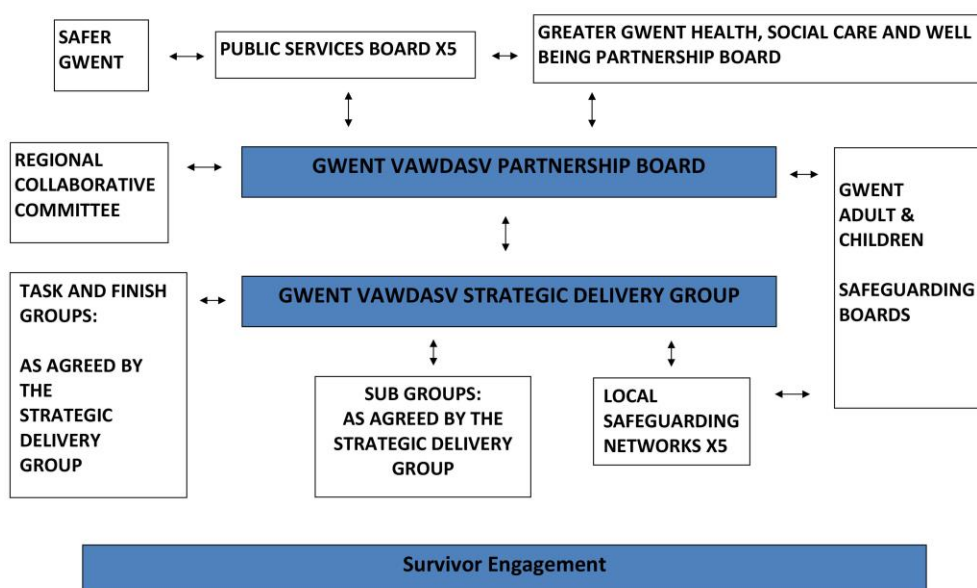 SAFER
GWENT
PUBLIC SERVICES BOARD X5
GREATER GWENT HEALTH, SOCIAL CARE AND WELL
BEING PARTNERSHIP BOARD
REGIONAL
COLLABORATIVE
COMMITTEE
GWENT VAWDASV PARTNERSHIP BOARD
GWENT
ADULT &
CHILDREN
SAFEGUARDING
BOARDS
TASK AND FINISH
GROUPS:
AS AGREED BY
THE
STRATEGIC
DELIVERY
GROUP
GWENT VAWDASV STRATEGIC DELIVERY GROUP
SUB GROUPS:
AS AGREED BY THE
STRATEGIC DELIVERY
GROUP
LOCAL
SAFEGUARDING
NETWORKS X5
Survivor Engagement